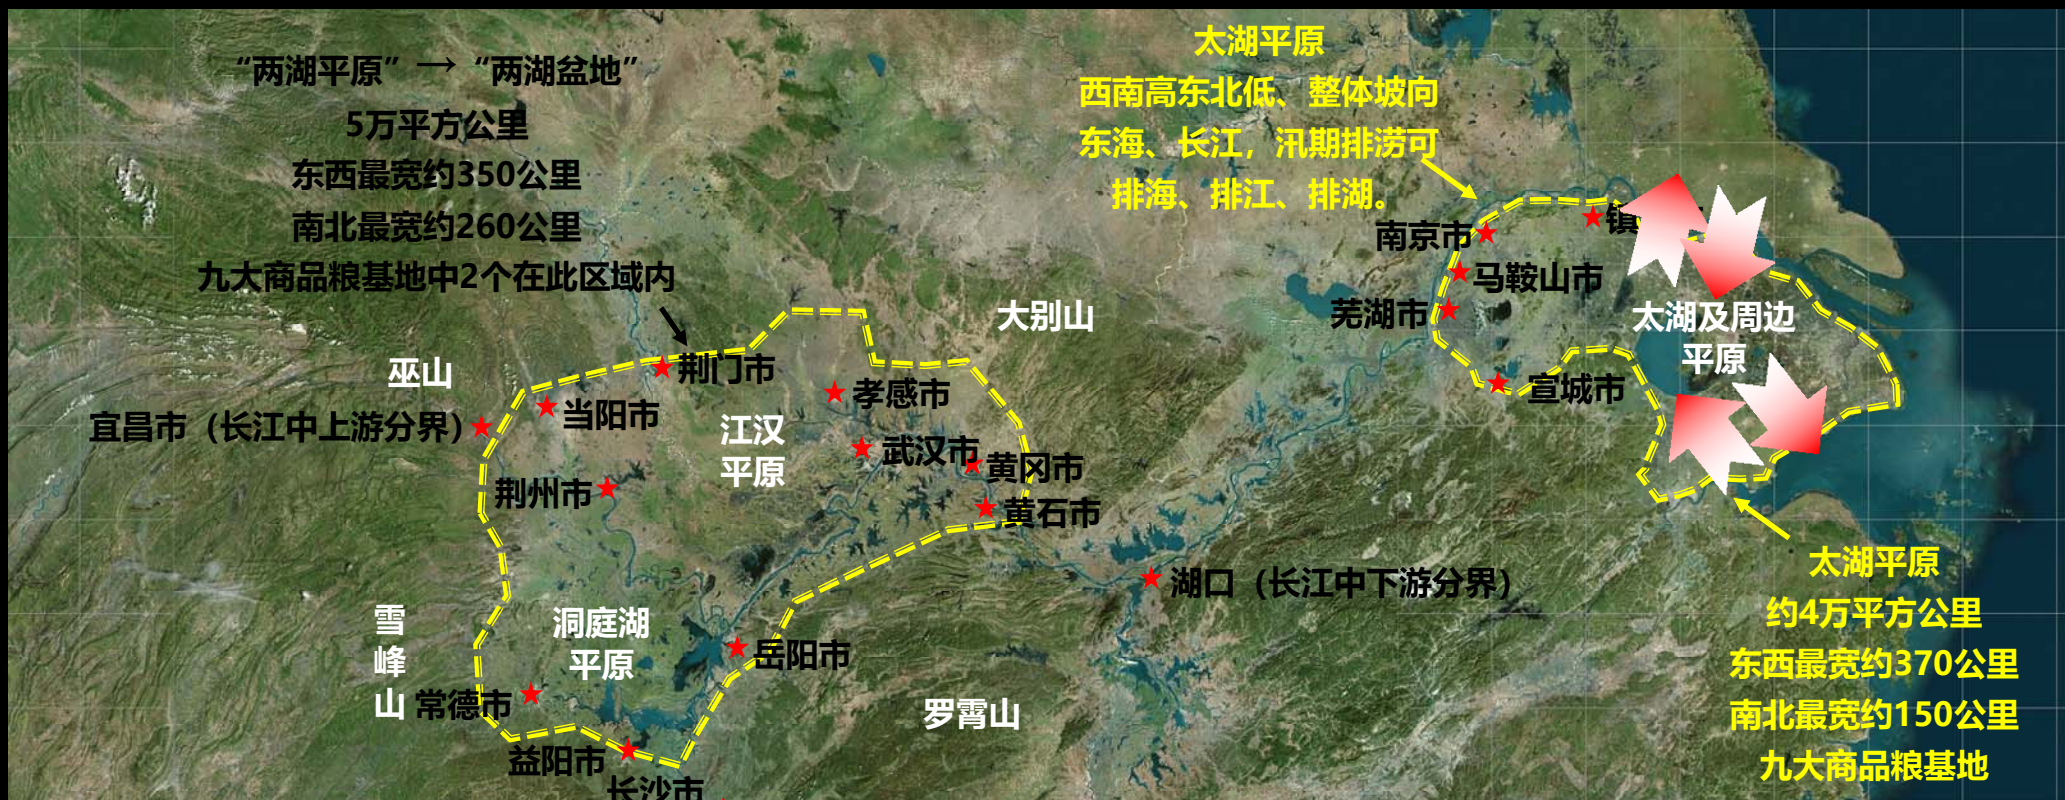 “两湖平原”→“两湖盆地”
5万平方公里
东西最宽约350公里
南北最宽约260公里
九大商品粮基地中2个在此区域内
太湖平原
西南高东北低、整体坡向
东海、长江，汛期排涝可
排海、排江、排湖。
镇
南京市
马鞍山市
芜湖市
太湖及周边
平原
宣城市
大别山
巫山
荆门市
当阳市
孝感市
宜昌市（长江中上游分界）
江汉
平原
武汉市
黄冈市
荆州市
黄石市
湖口（长江中下游分界）
雪
峰
山
洞庭湖
平原
岳阳市
常德市
罗霄山
益阳市
长沙市
太湖平原
约4万平方公里
东西最宽约370公里
南北最宽约150公里
九大商品粮基地